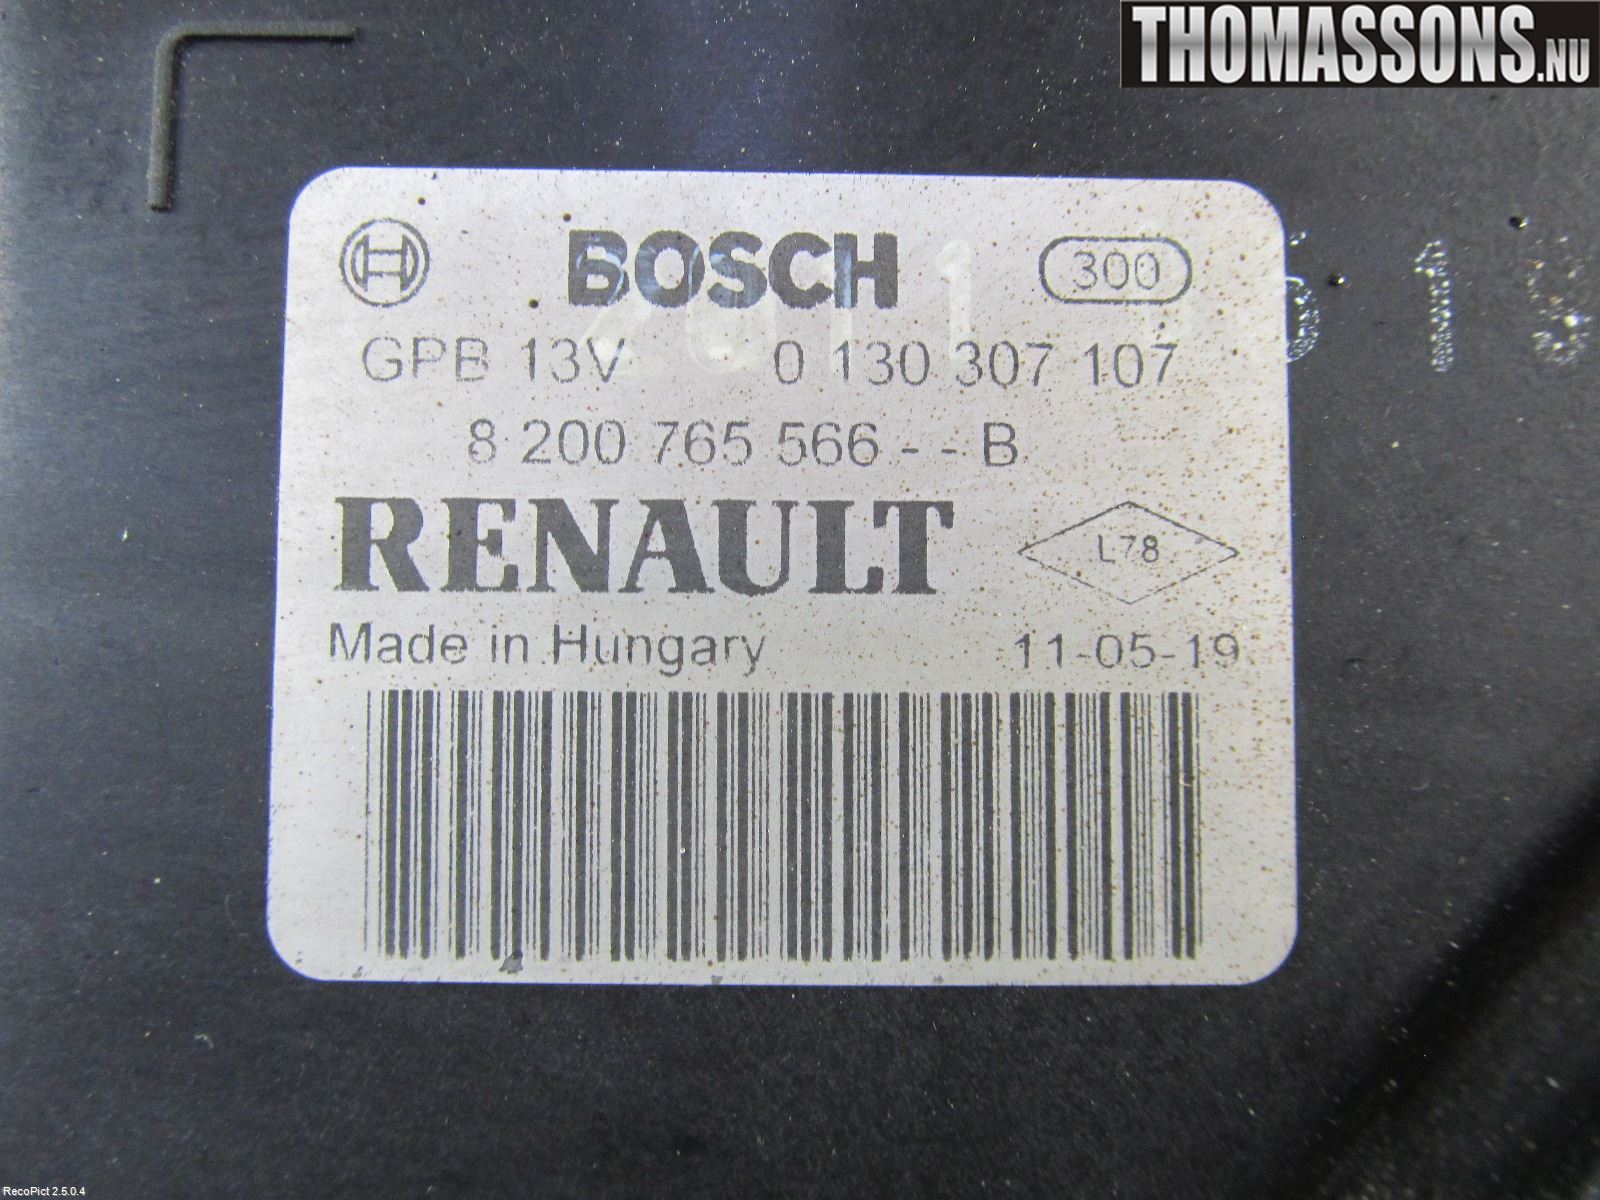 THOMASSONS.NU
BOSCH 300
GPB 13V 0 130 307 107
8 200 765 566 - - B
RENAULT L78
Made in Hungary 11-05-19
RecoPict 2.5.0.4